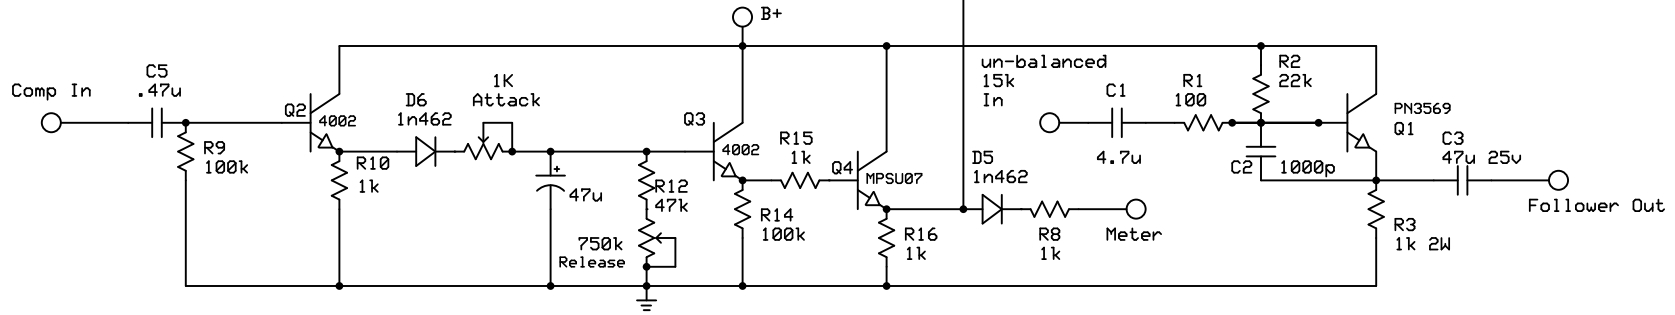 B+
Comp In
C5
.47u
R9
100k
Q2
4002
D6
1n462
1K
Attack
R10
1k
+
47u
R12
47k
750k
Release
Q3
4002
R15
1k
R14
100k
Q4
MPSU07
R16
1k
D5
1n462
R8
1k
Meter
un-balanced
15k
In
C1
4.7u
R1
100
R2
22k
C2
1000p
PN3569
Q1
C3
47u 25v
R3
1k 2W
Follower Out